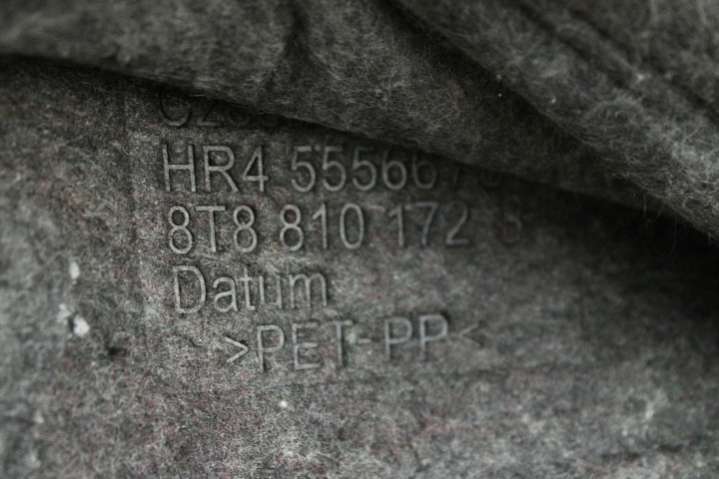 HR4 55566
8T8 810 172
Datum
>PET-PP<